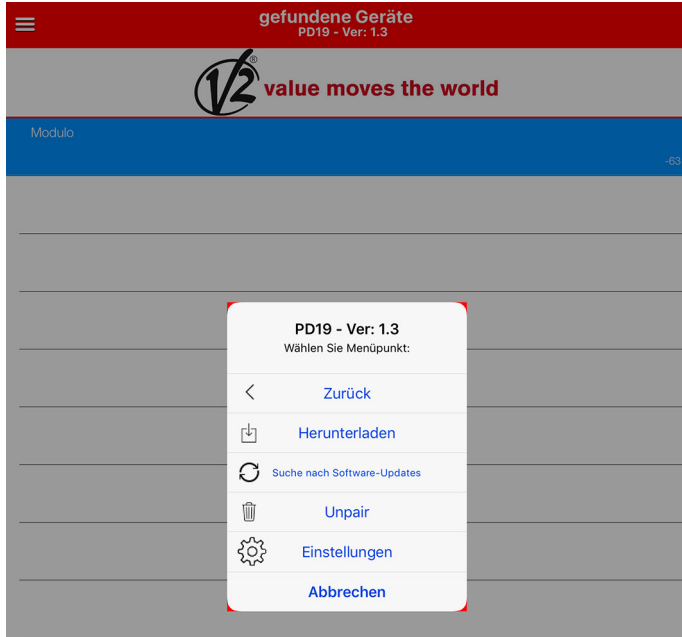 gefundene Geräte
PD19 - Ver: 1.3
V2® value moves the world
Modulo
-63
PD19 - Ver: 1.3
Wählen Sie Menüpunkt:
Zurück
Herunterladen
Suche nach Software-Updates
Unpair
Einstellungen
Abbrechen